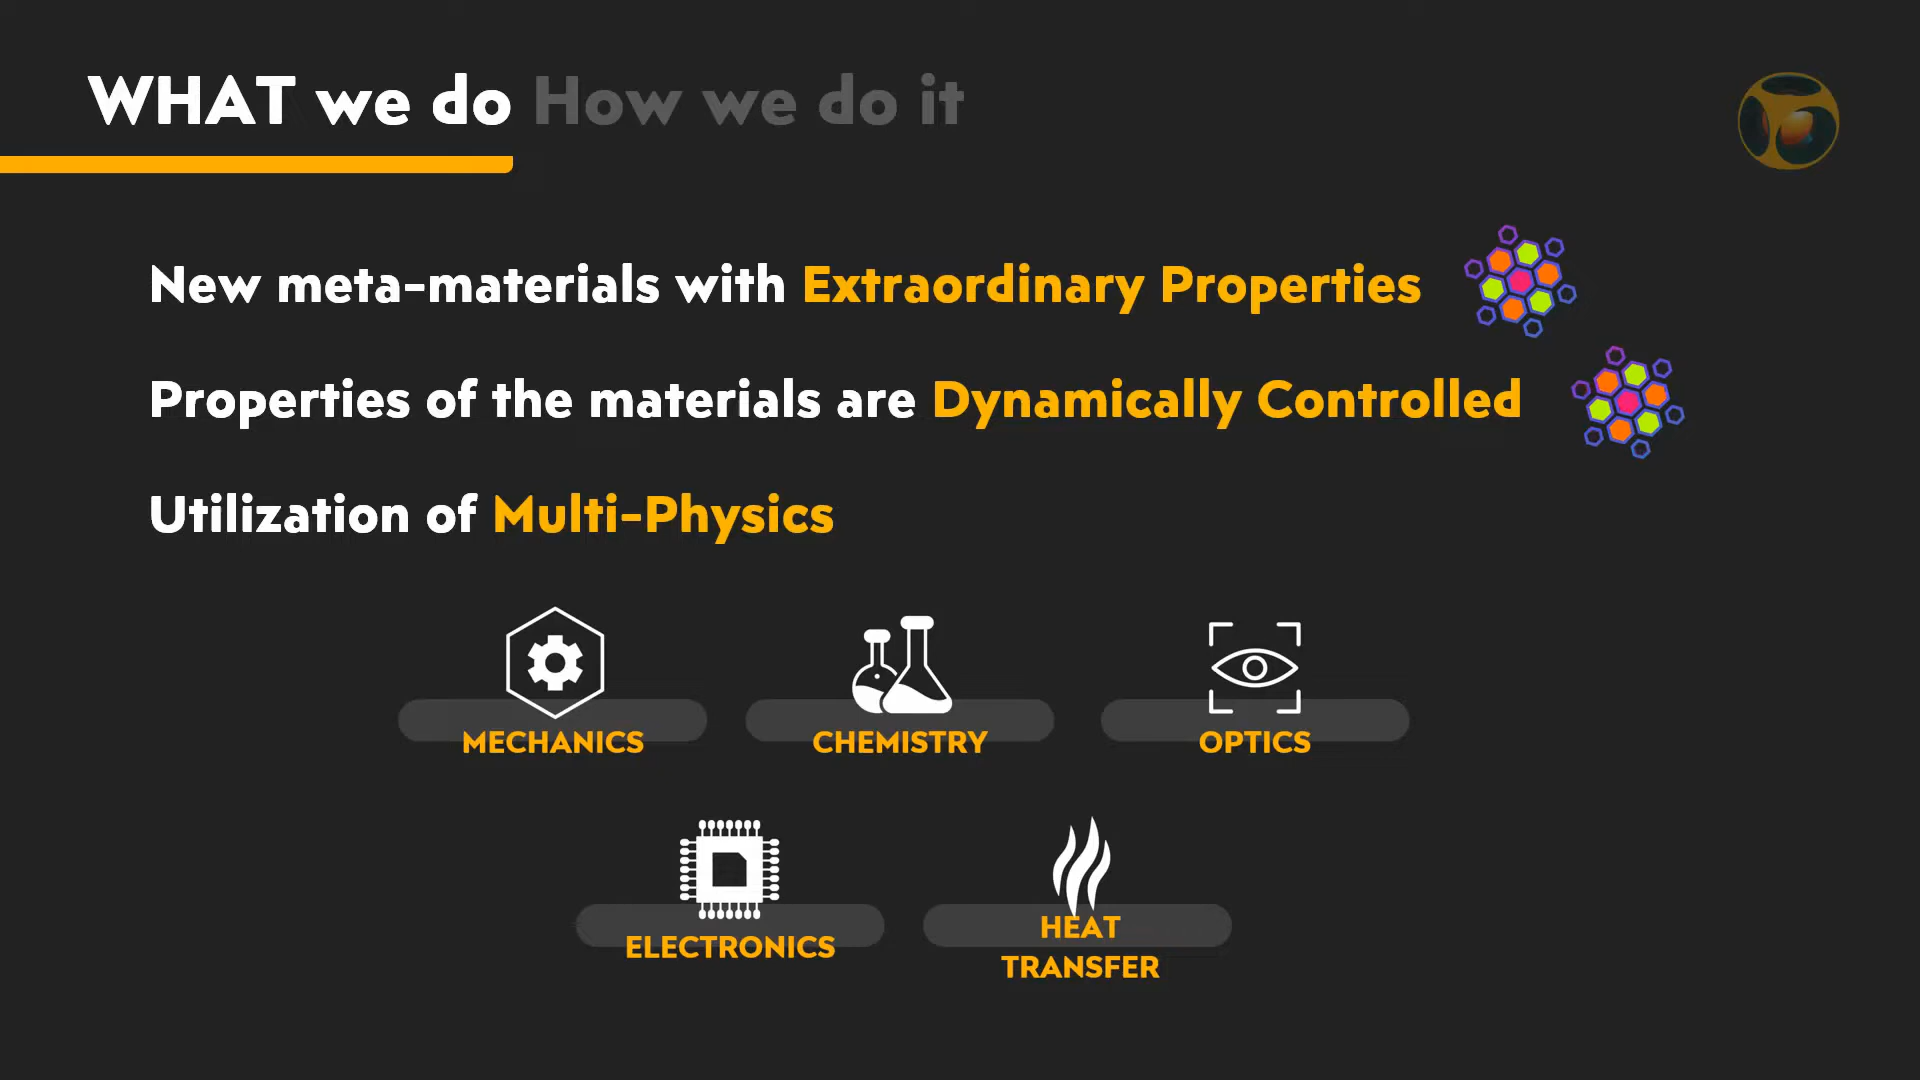 WHAT we do How we do it
New meta-materials with Extraordinary Properties
Properties of the materials are Dynamically Controlled
Utilization of Multi-Physics
MECHANICS
CHEMISTRY
OPTICS
ELECTRONICS
HEAT
TRANSFER